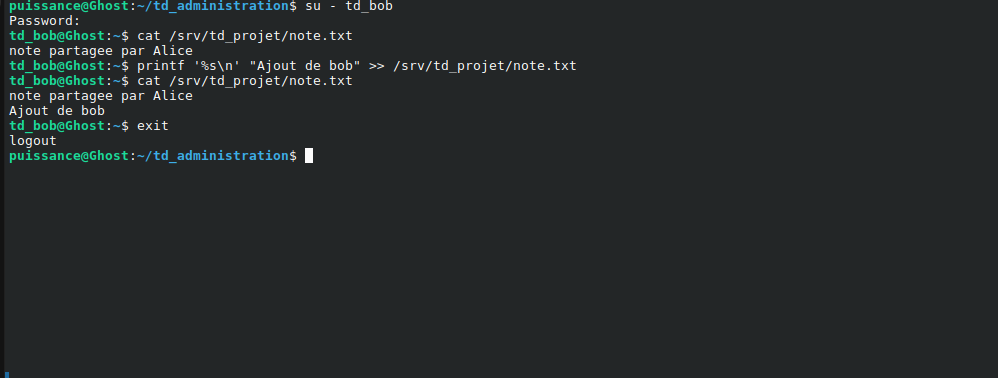 puissance@Ghost:~/td_administration$ su - td_bob
Password:
td_bob@Ghost:~$ cat /srv/td_projet/note.txt
note partagee par Alice
td_bob@Ghost:~$ printf '%s\n' "Ajout de bob" >> /srv/td_projet/note.txt
td_bob@Ghost:~$ cat /srv/td_projet/note.txt
note partagee par Alice
Ajout de bob
td_bob@Ghost:~$ exit
logout
puissance@Ghost:~/td_administration$